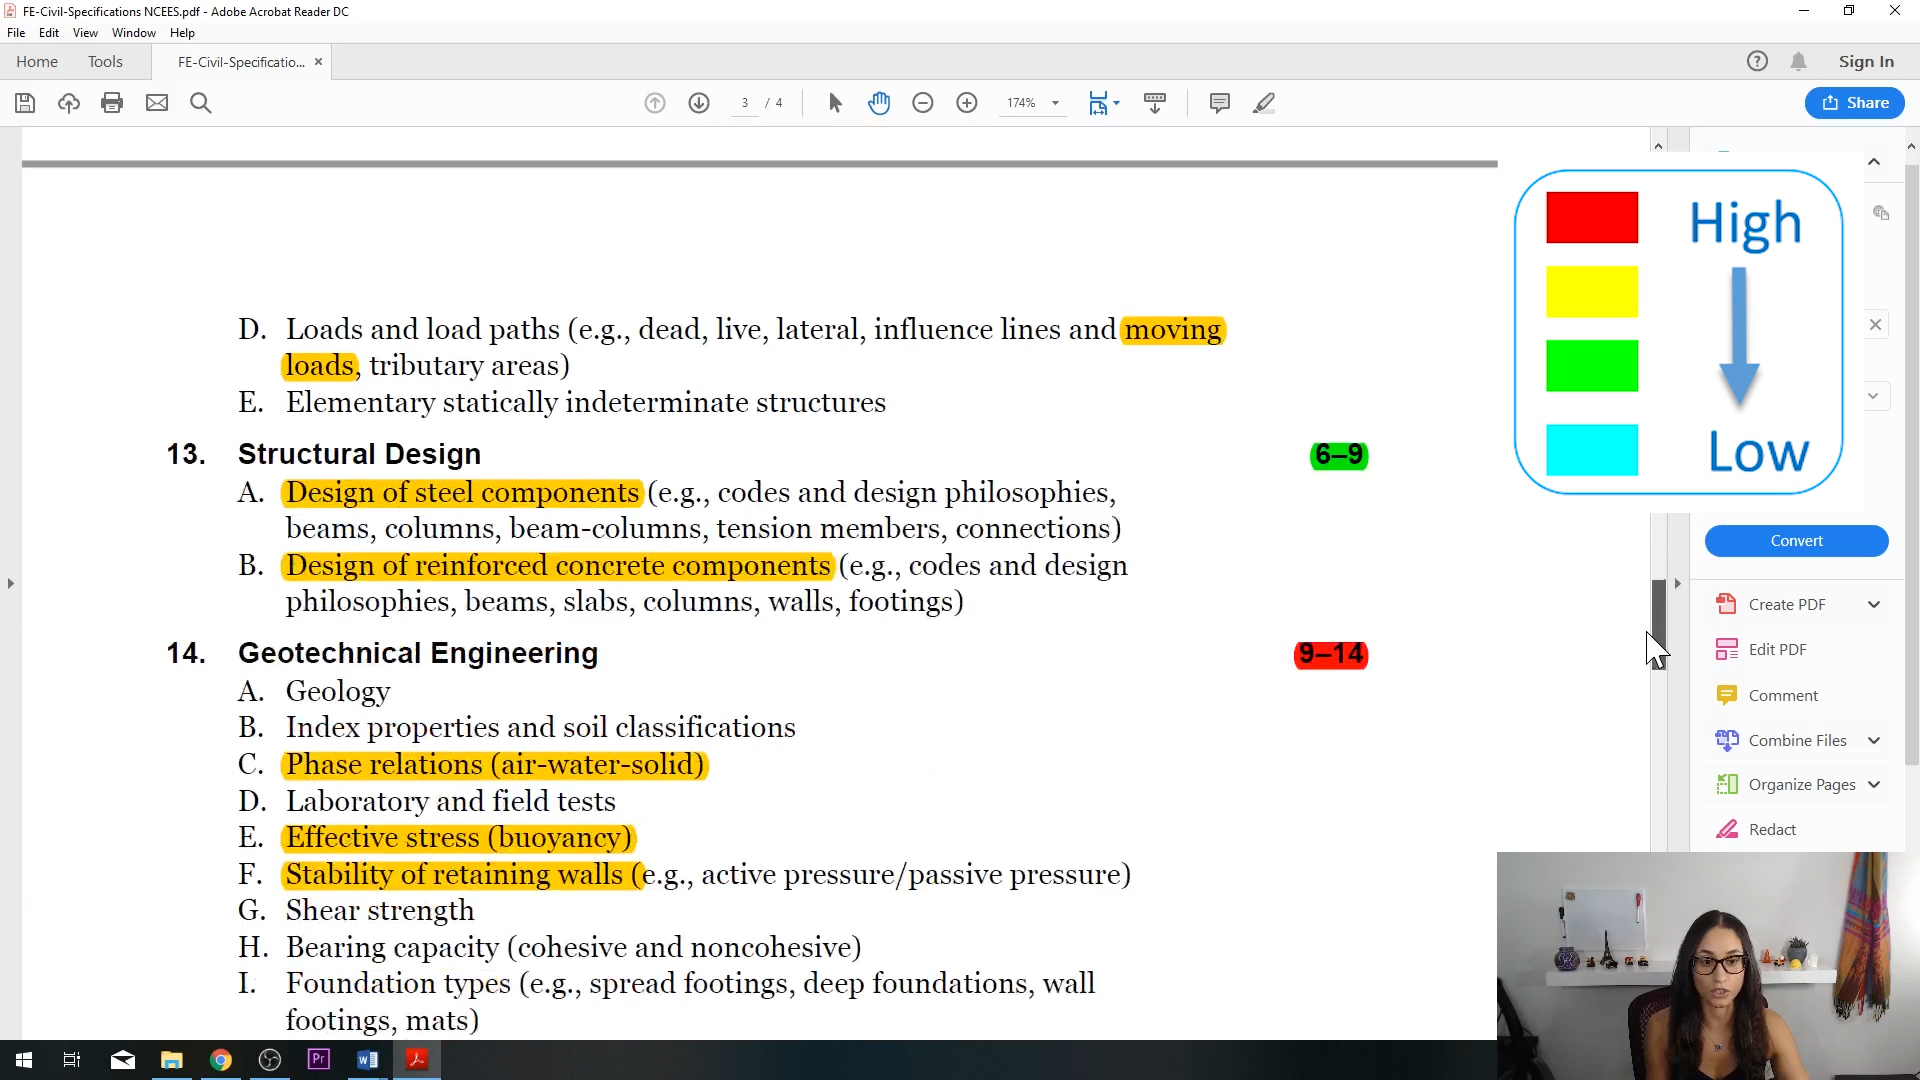 FE-Civil-Specifications NCEES.pdf - Adobe Acrobat Reader DC
File Edit View Window Help
Home Tools FE-Civil-Specificatio... × Sign In
3 / 4 174% Share
High
Low
D. Loads and load paths (e.g., dead, live, lateral, influence lines and moving
loads, tributary areas)
E. Elementary statically indeterminate structures
13. Structural Design 6–9
A. Design of steel components (e.g., codes and design philosophies,
beams, columns, beam-columns, tension members, connections)
B. Design of reinforced concrete components (e.g., codes and design
philosophies, beams, slabs, columns, walls, footings)
14. Geotechnical Engineering 9–14
A. Geology
B. Index properties and soil classifications
C. Phase relations (air-water-solid)
D. Laboratory and field tests
E. Effective stress (buoyancy)
F. Stability of retaining walls (e.g., active pressure/passive pressure)
G. Shear strength
H. Bearing capacity (cohesive and noncohesive)
I. Foundation types (e.g., spread footings, deep foundations, wall
footings, mats)
Convert
Create PDF
Edit PDF
Comment
Combine Files
Organize Pages
Redact
Pr